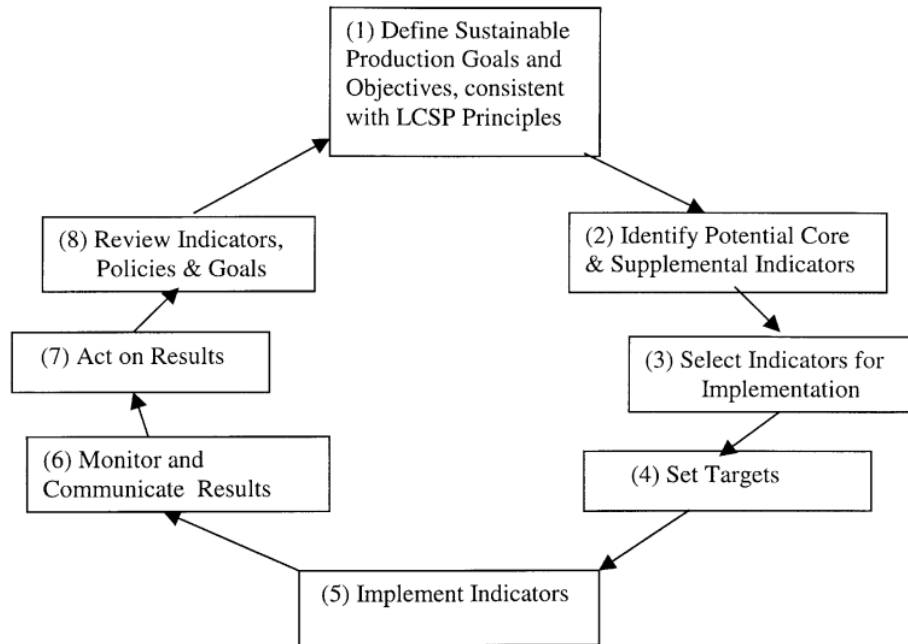 (1) Define Sustainable
Production Goals and
Objectives, consistent
with LCSP Principles
(8) Review Indicators,
Policies & Goals
(2) Identify Potential Core
& Supplemental Indicators
(7) Act on Results
(3) Select Indicators for
Implementation
(6) Monitor and
Communicate Results
(4) Set Targets
(5) Implement Indicators